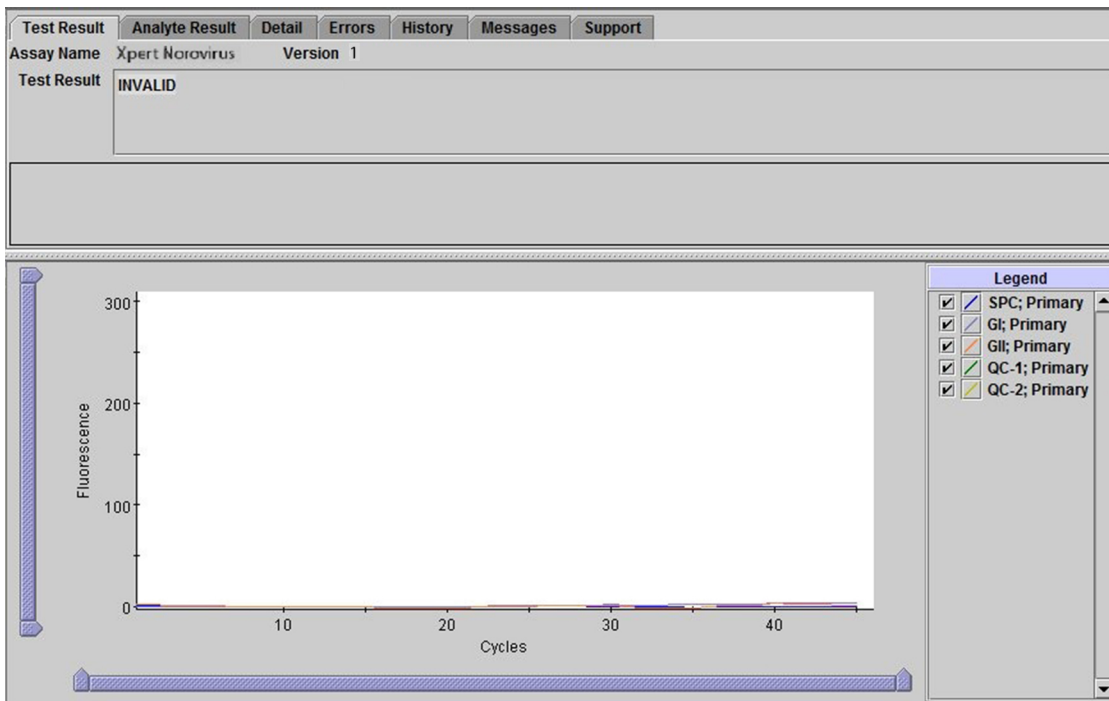 Test Result Analyte Result Detail Errors History Messages Support
Assay Name Xpert Norovirus Version 1
Test Result INVALID
Legend
SPC; Primary
GI; Primary
GII; Primary
QC-1; Primary
QC-2; Primary
300
200
100
0
Fluorescence
10 20 30 40
Cycles